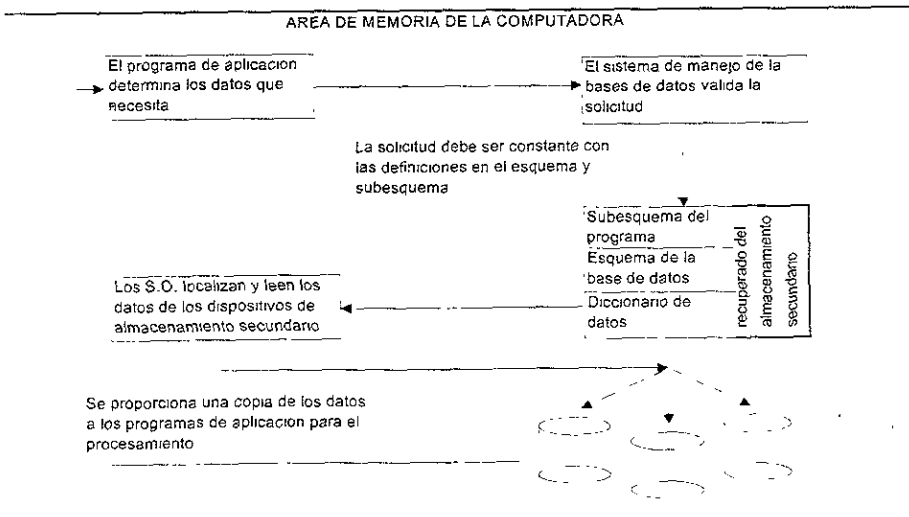 AREA DE MEMORIA DE LA COMPUTADORA
El programa de aplicacion
determina los datos que
necesita
El sistema de manejo de la
bases de datos valida la
solicitud
La solicitud debe ser constante con
las definiciones en el esquema y
subesquema
Subesquema del
programa
Esquema de la
base de datos
Diccionario de
datos
recuperado del
almacenamiento
secundario
Los S.O. localizan y leen los
datos de los dispositivos de
almacenamiento secundario
Se proporciona una copia de los datos
a los programas de aplicacion para el
procesamiento